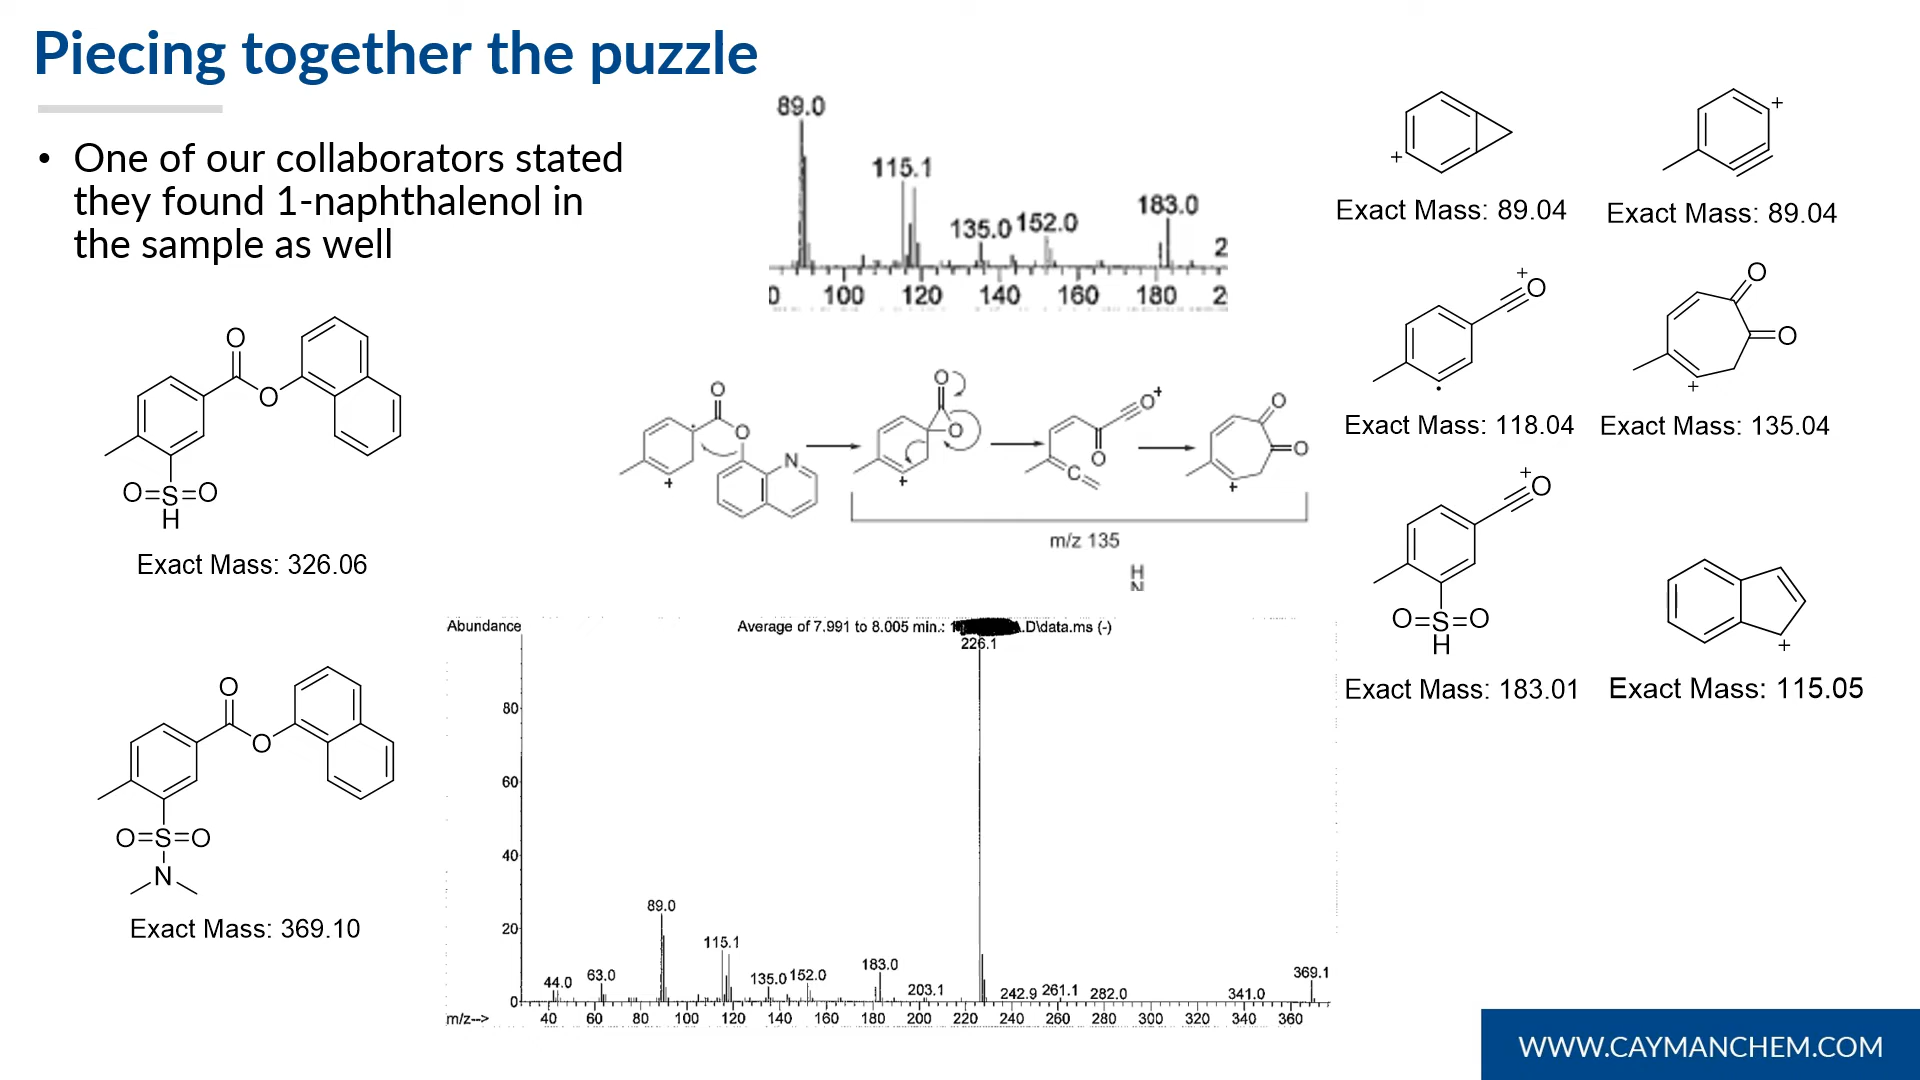 Piecing together the puzzle
• One of our collaborators stated
they found 1-naphthalenol in
the sample as well
89.0
115.1
135.0
152.0
183.0
2
0 100 120 140 160 180 2
+
+
Exact Mass: 89.04
Exact Mass: 89.04
O
O
O=S=O
H
Exact Mass: 326.06
O
O
N
+
O
O
+
O+
O
C
O
O
+
m/z 135
H
N
+
O
•
Exact Mass: 118.04
O
O
+
Exact Mass: 135.04
+
O
O=S=O
H
Exact Mass: 183.01
+
Exact Mass: 115.05
O
O
O=S=O
N
Exact Mass: 369.10
Abundance
Average of 7.991 to 8.005 min.: 1 A.D\data.ms (-)
226.1
80
60
40
20
0
89.0
115.1
44.0
63.0
135.0
152.0
183.0
203.1
242.9
261.1
282.0
341.0
369.1
m/z--> 40 60 80 100 120 140 160 180 200 220 240 260 280 300 320 340 360
WWW.CAYMANCHEM.COM